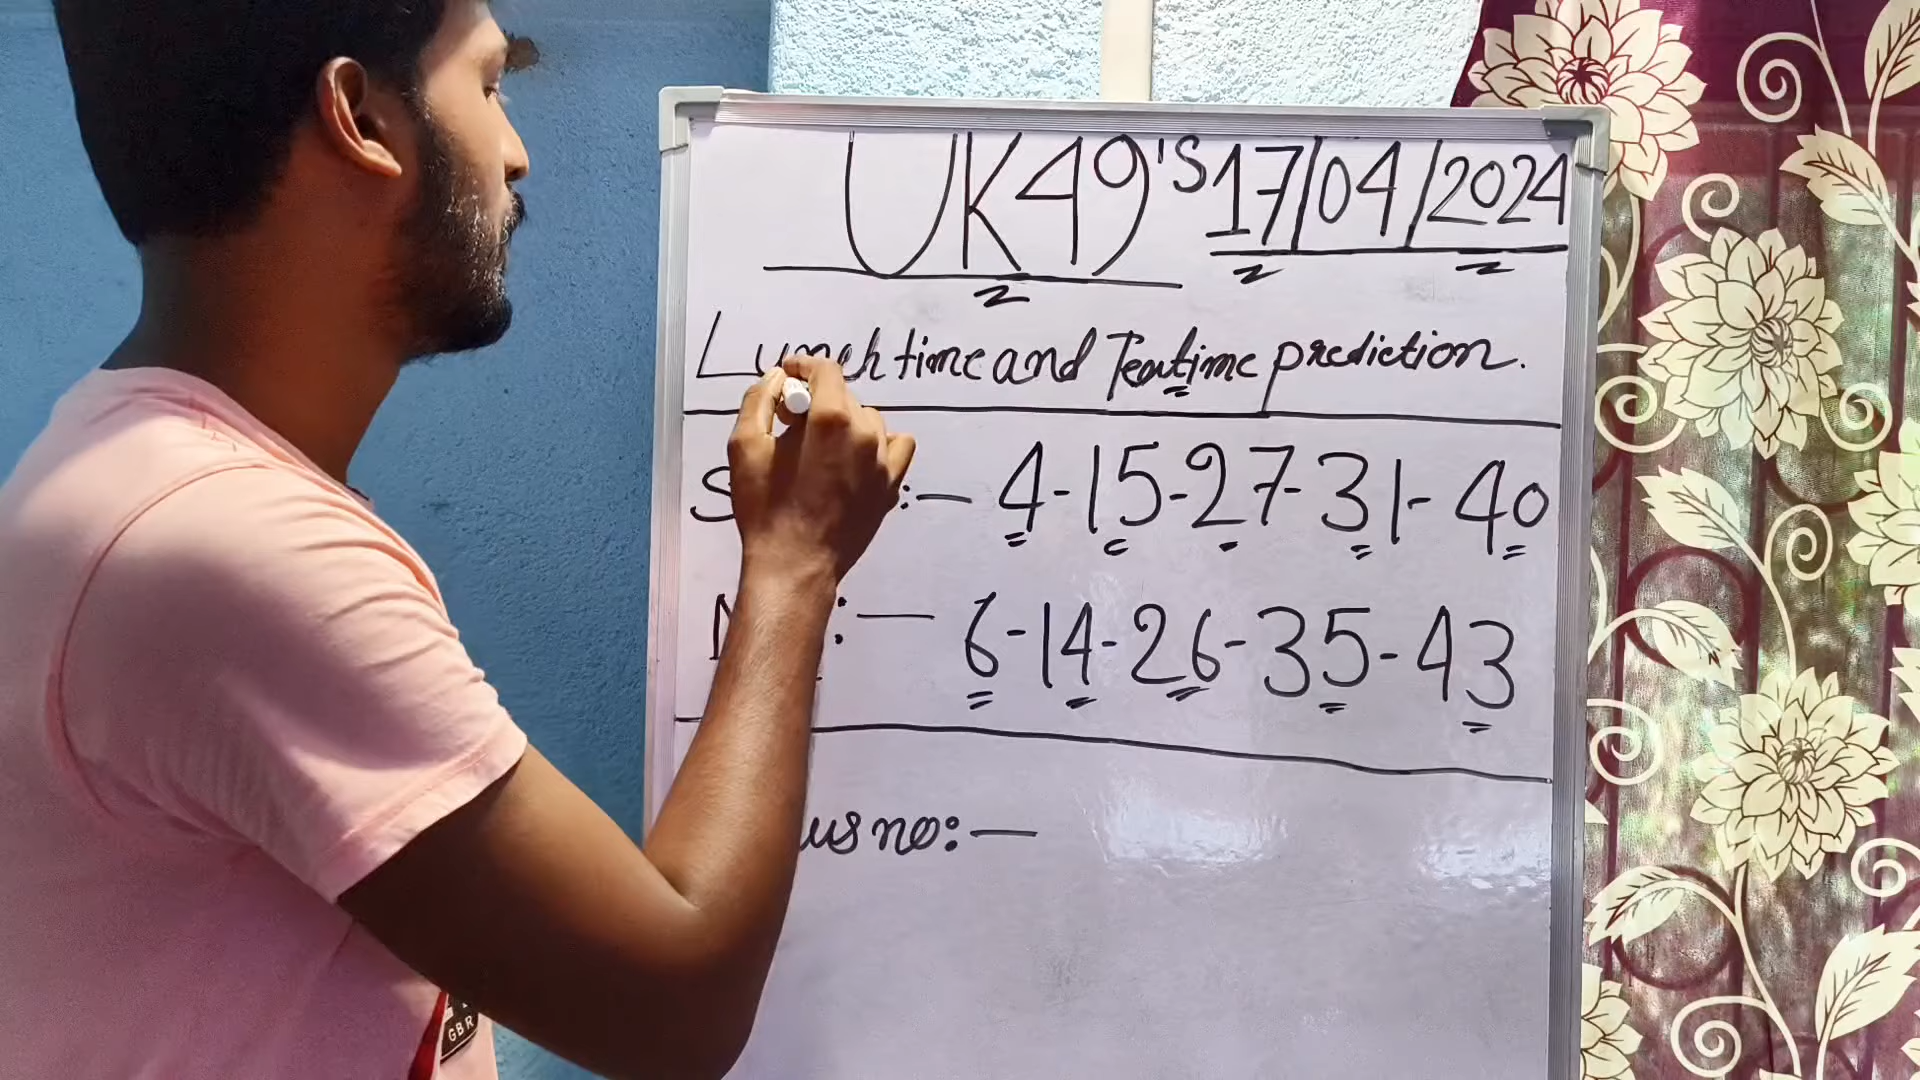 UK49's 17/04/2024
Lunch time and Teatime prediction.
:— 4-15-27-31-40
:— 6-14-26-35-43
no:—
GBR